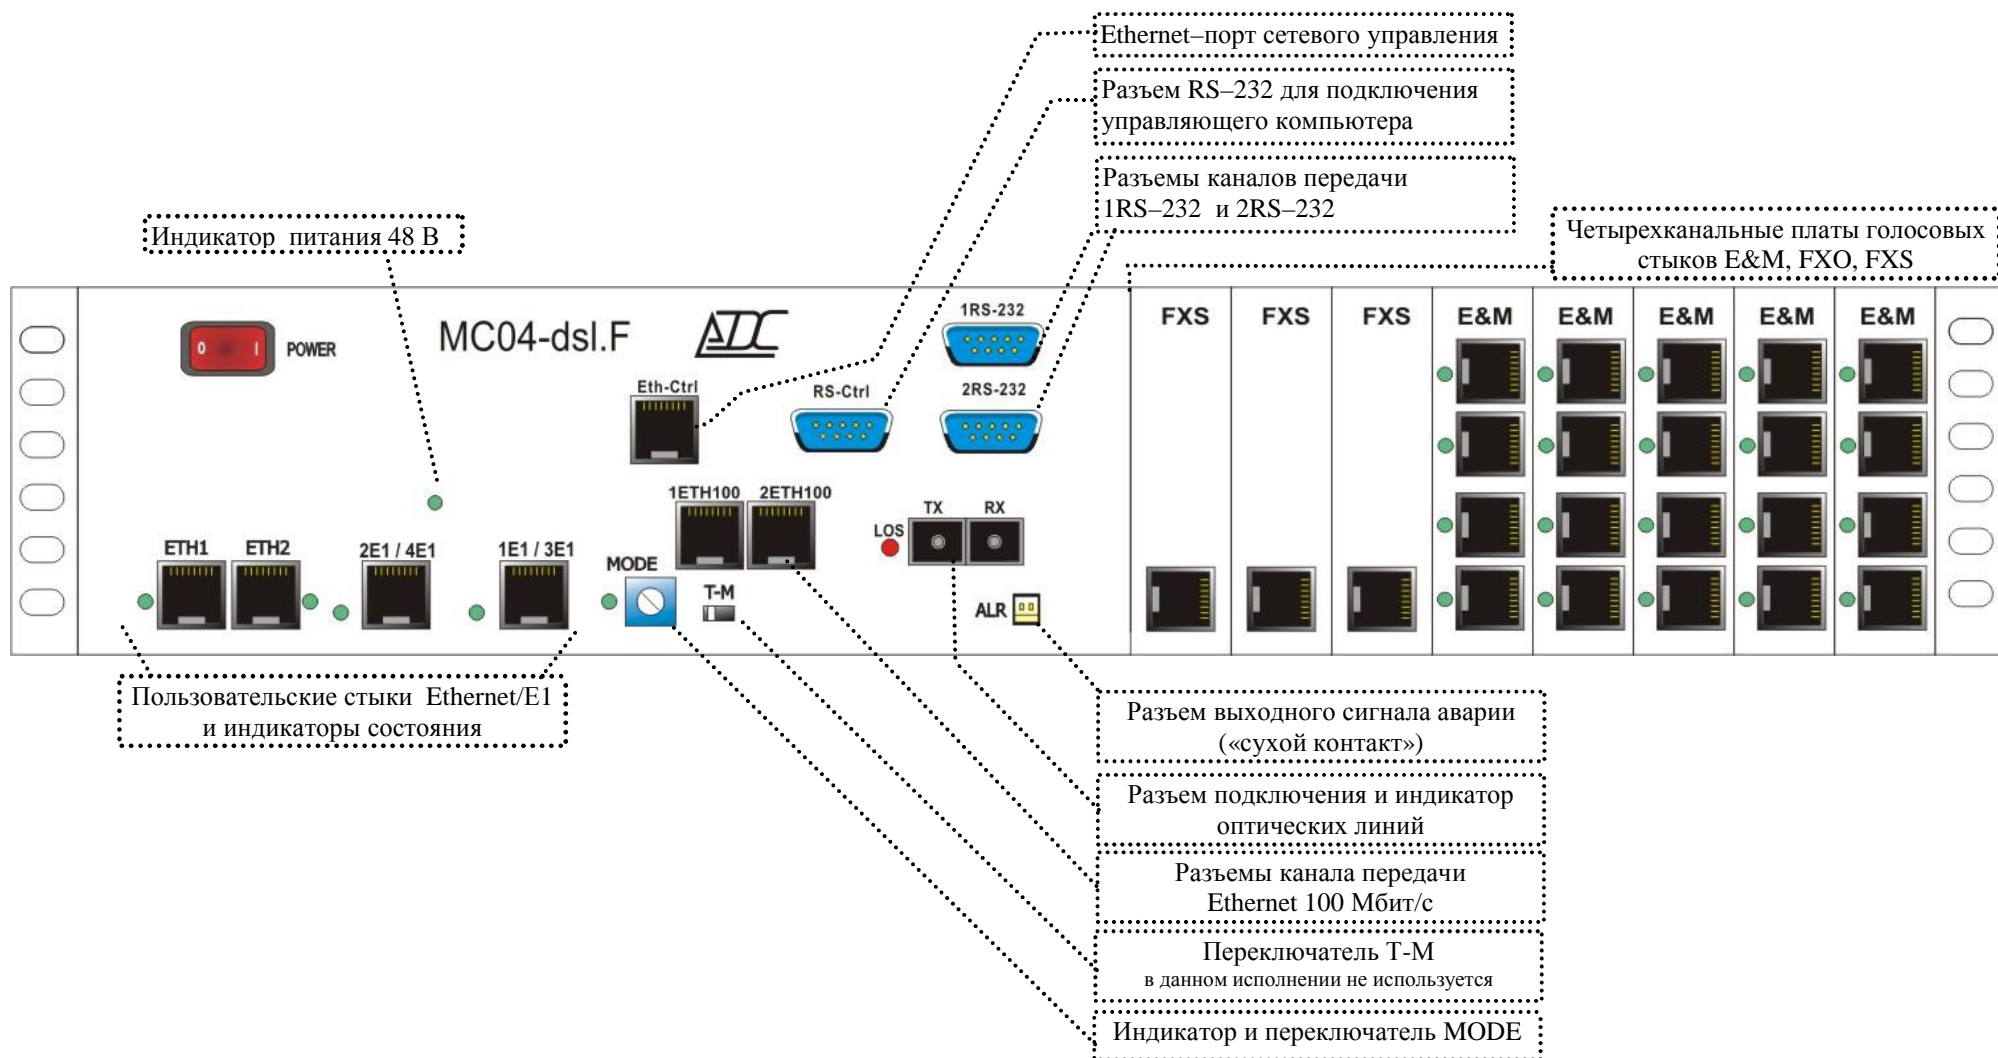 Ethernet–порт сетевого управления
Разъем RS–232 для подключения
управляющего компьютера
Разъемы каналов передачи
1RS–232 и 2RS–232
Индикатор питания 48 В
Четырехканальные платы голосовых
стыков E&M, FXO, FXS
0 I POWER
MC04-dsl.F
ADC
1RS-232
FXS FXS FXS E&M E&M E&M E&M E&M
Eth-Ctrl
RS-Ctrl
2RS-232
1ETH100 2ETH100
TX RX
LOS
ETH1 ETH2 2E1 / 4E1 1E1 / 3E1
MODE
T-M
ALR
Пользовательские стыки Ethernet/E1
и индикаторы состояния
Разъем выходного сигнала аварии
(«сухой контакт»)
Разъем подключения и индикатор
оптических линий
Разъемы канала передачи
Ethernet 100 Мбит/с
Переключатель Т-М
в данном исполнении не используется
Индикатор и переключатель MODE